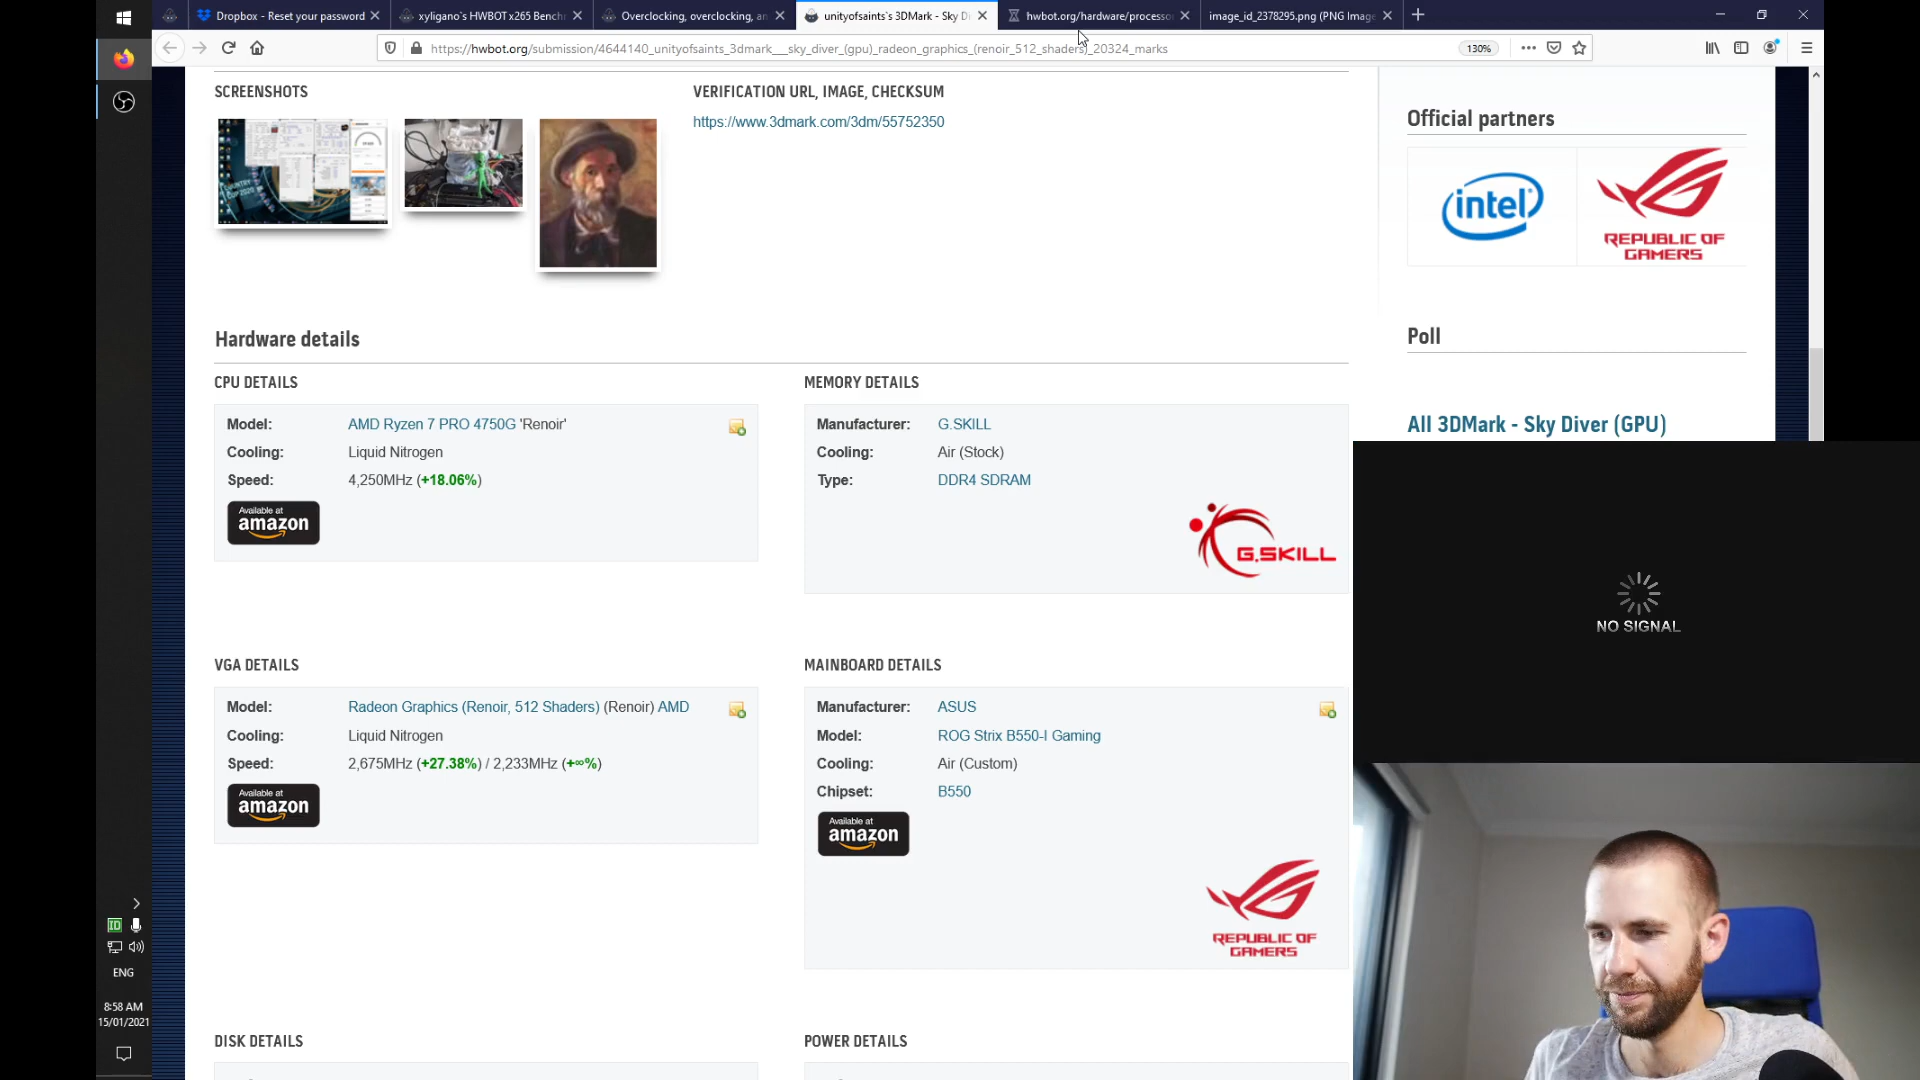 Dropbox - Reset your password
xyligano`s HWBOT x265 Bench
Overclocking, overclocking, a
unityofsaints`s 3DMark - Sky D
hwbot.org/hardware/processo
image_id_2378295.png (PNG Image
https://hwbot.org/submission/4644140_unityofsaints_3dmark___sky_diver_(gpu)_radeon_graphics_(renoir_512_shaders)_20324_marks
130%
SCREENSHOTS
VERIFICATION URL, IMAGE, CHECKSUM
https://www.3dmark.com/3dm/55752350
Official partners
intel
REPUBLIC OF
GAMERS
Hardware details
Poll
CPU DETAILS
Model: AMD Ryzen 7 PRO 4750G 'Renoir'
Cooling: Liquid Nitrogen
Speed: 4,250MHz (+18.06%)
Available at
amazon
MEMORY DETAILS
Manufacturer: G.SKILL
Cooling: Air (Stock)
Type: DDR4 SDRAM
G.SKILL
All 3DMark - Sky Diver (GPU)
NO SIGNAL
VGA DETAILS
Model: Radeon Graphics (Renoir, 512 Shaders) (Renoir) AMD
Cooling: Liquid Nitrogen
Speed: 2,675MHz (+27.38%) / 2,233MHz (+∞%)
Available at
amazon
MAINBOARD DETAILS
Manufacturer: ASUS
Model: ROG Strix B550-I Gaming
Cooling: Air (Custom)
Chipset: B550
Available at
amazon
REPUBLIC OF
GAMERS
DISK DETAILS
POWER DETAILS
ID
ENG
8:58 AM
15/01/2021